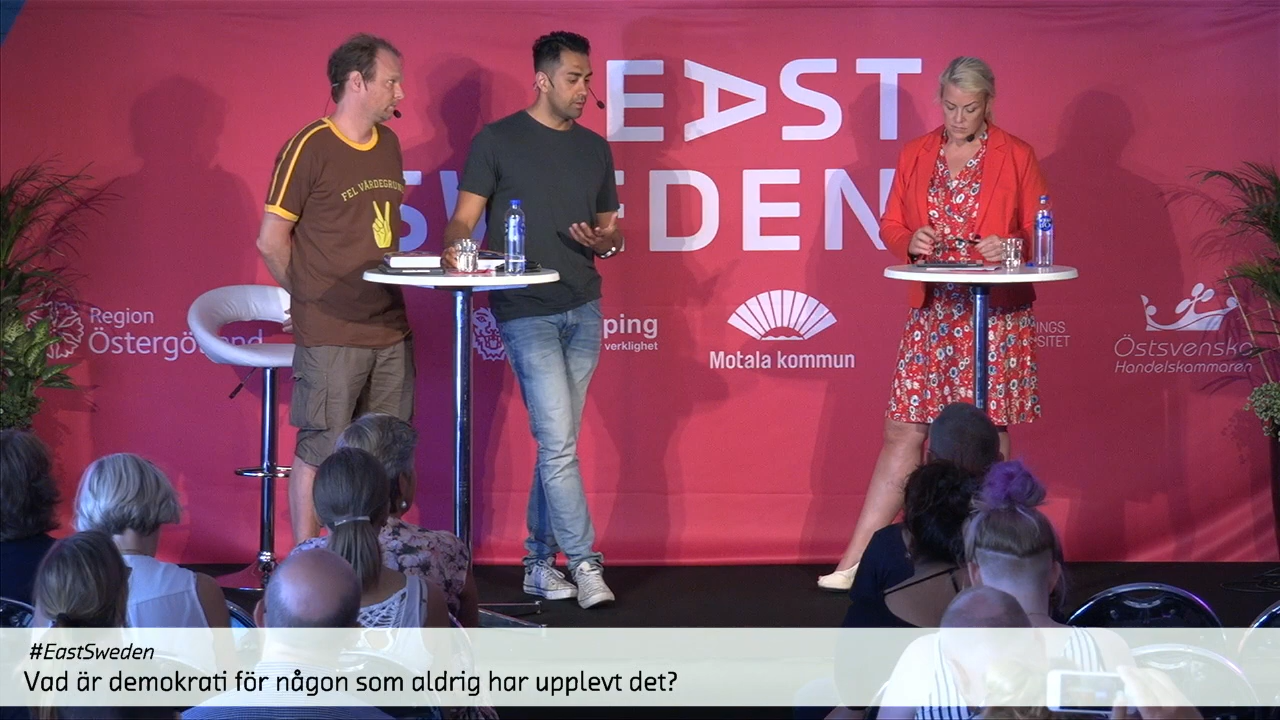 EAST
SWEDEN
FEL VÄRDEGRUND
Region
Östergötland
ping
verklighet
Motala kommun
INGS
SITET
Östsvenska
Handelskammaren
#EastSweden
Vad är demokrati för någon som aldrig har upplevt det?